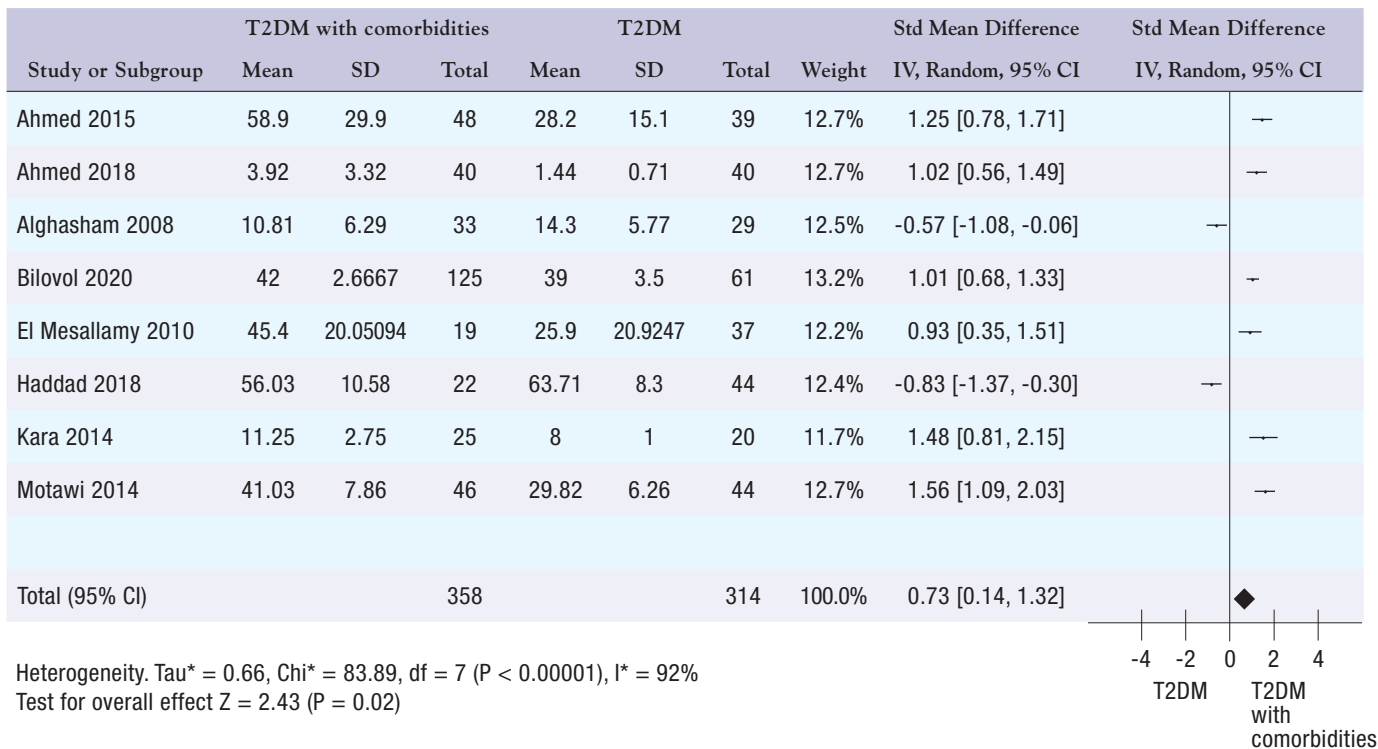 T2DM with comorbidities T2DM Std Mean Difference Std Mean Difference
Study or Subgroup Mean SD Total Mean SD Total Weight IV, Random, 95% CI IV, Random, 95% CI
Ahmed 2015 58.9 29.9 48 28.2 15.1 39 12.7% 1.25 [0.78, 1.71]
Ahmed 2018 3.92 3.32 40 1.44 0.71 40 12.7% 1.02 [0.56, 1.49]
Alghasham 2008 10.81 6.29 33 14.3 5.77 29 12.5% -0.57 [-1.08, -0.06]
Bilovol 2020 42 2.6667 125 39 3.5 61 13.2% 1.01 [0.68, 1.33]
El Mesallamy 2010 45.4 20.05094 19 25.9 20.9247 37 12.2% 0.93 [0.35, 1.51]
Haddad 2018 56.03 10.58 22 63.71 8.3 44 12.4% -0.83 [-1.37, -0.30]
Kara 2014 11.25 2.75 25 8 1 20 11.7% 1.48 [0.81, 2.15]
Motawi 2014 41.03 7.86 46 29.82 6.26 44 12.7% 1.56 [1.09, 2.03]
Total (95% CI) 358 314 100.0% 0.73 [0.14, 1.32]
-4 -2 0 2 4
T2DM T2DM
with
comorbidities
Heterogeneity. Tau* = 0.66, Chi* = 83.89, df = 7 (P < 0.00001), I* = 92%
Test for overall effect Z = 2.43 (P = 0.02)